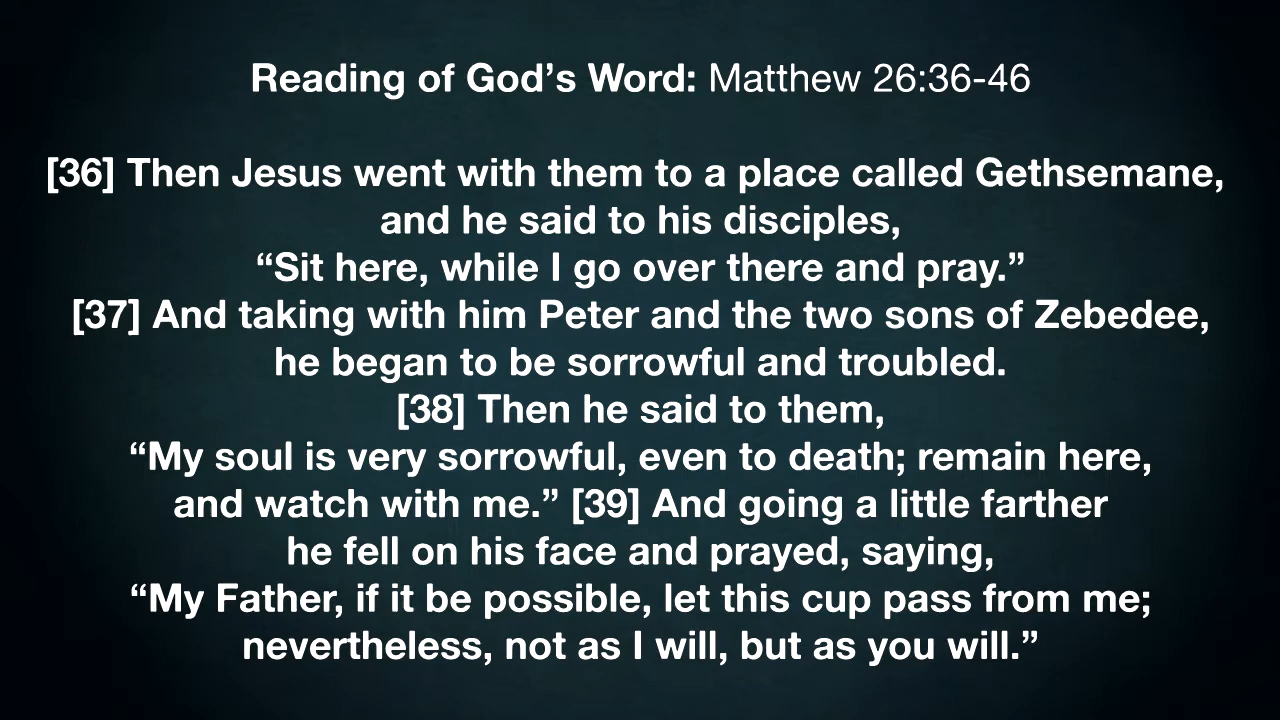 Reading of God’s Word: Matthew 26:36-46
[36] Then Jesus went with them to a place called Gethsemane,
and he said to his disciples,
“Sit here, while I go over there and pray.”
[37] And taking with him Peter and the two sons of Zebedee,
he began to be sorrowful and troubled.
[38] Then he said to them,
“My soul is very sorrowful, even to death; remain here,
and watch with me.” [39] And going a little farther
he fell on his face and prayed, saying,
“My Father, if it be possible, let this cup pass from me;
nevertheless, not as I will, but as you will.”